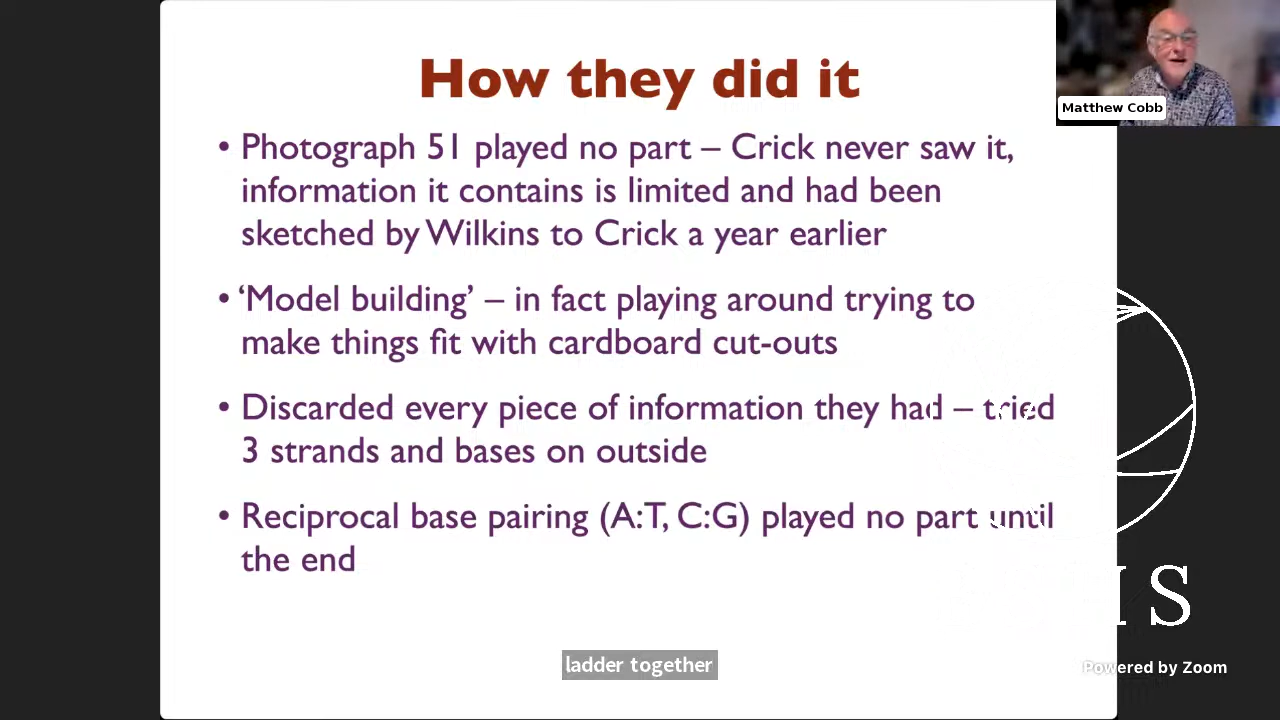 How they did it
Matthew Cobb
• Photograph 51 played no part – Crick never saw it,
information it contains is limited and had been
sketched by Wilkins to Crick a year earlier
• ‘Model building’ – in fact playing around trying to
make things fit with cardboard cut-outs
• Discarded every piece of information they had – tried
3 strands and bases on outside
• Reciprocal base pairing (A:T, C:G) played no part until
the end
S
ladder together
Powered by Zoom